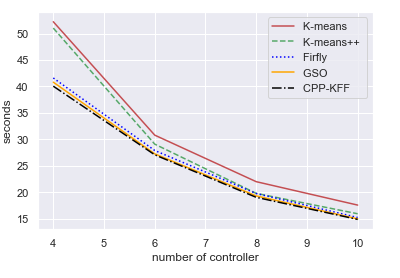 50
45
40
35
30
25
20
15
seconds
K-means
K-means++
Firfly
GSO
CPP-KFF
4 5 6 7 8 9 10
number of controller